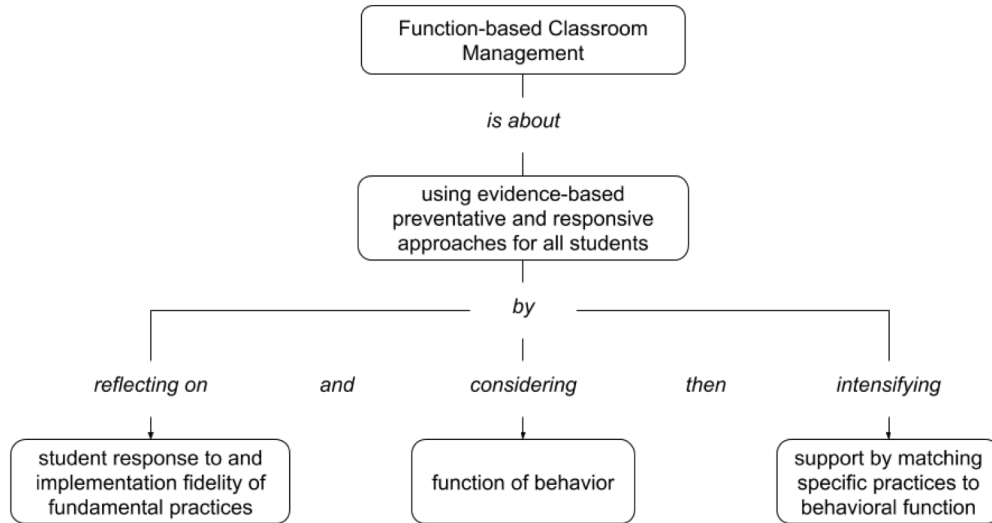 Function-based Classroom
Management
is about
using evidence-based
preventative and responsive
approaches for all students
by
reflecting on and considering then intensifying
student response to and
implementation fidelity of
fundamental practices
function of behavior
support by matching
specific practices to
behavioral function